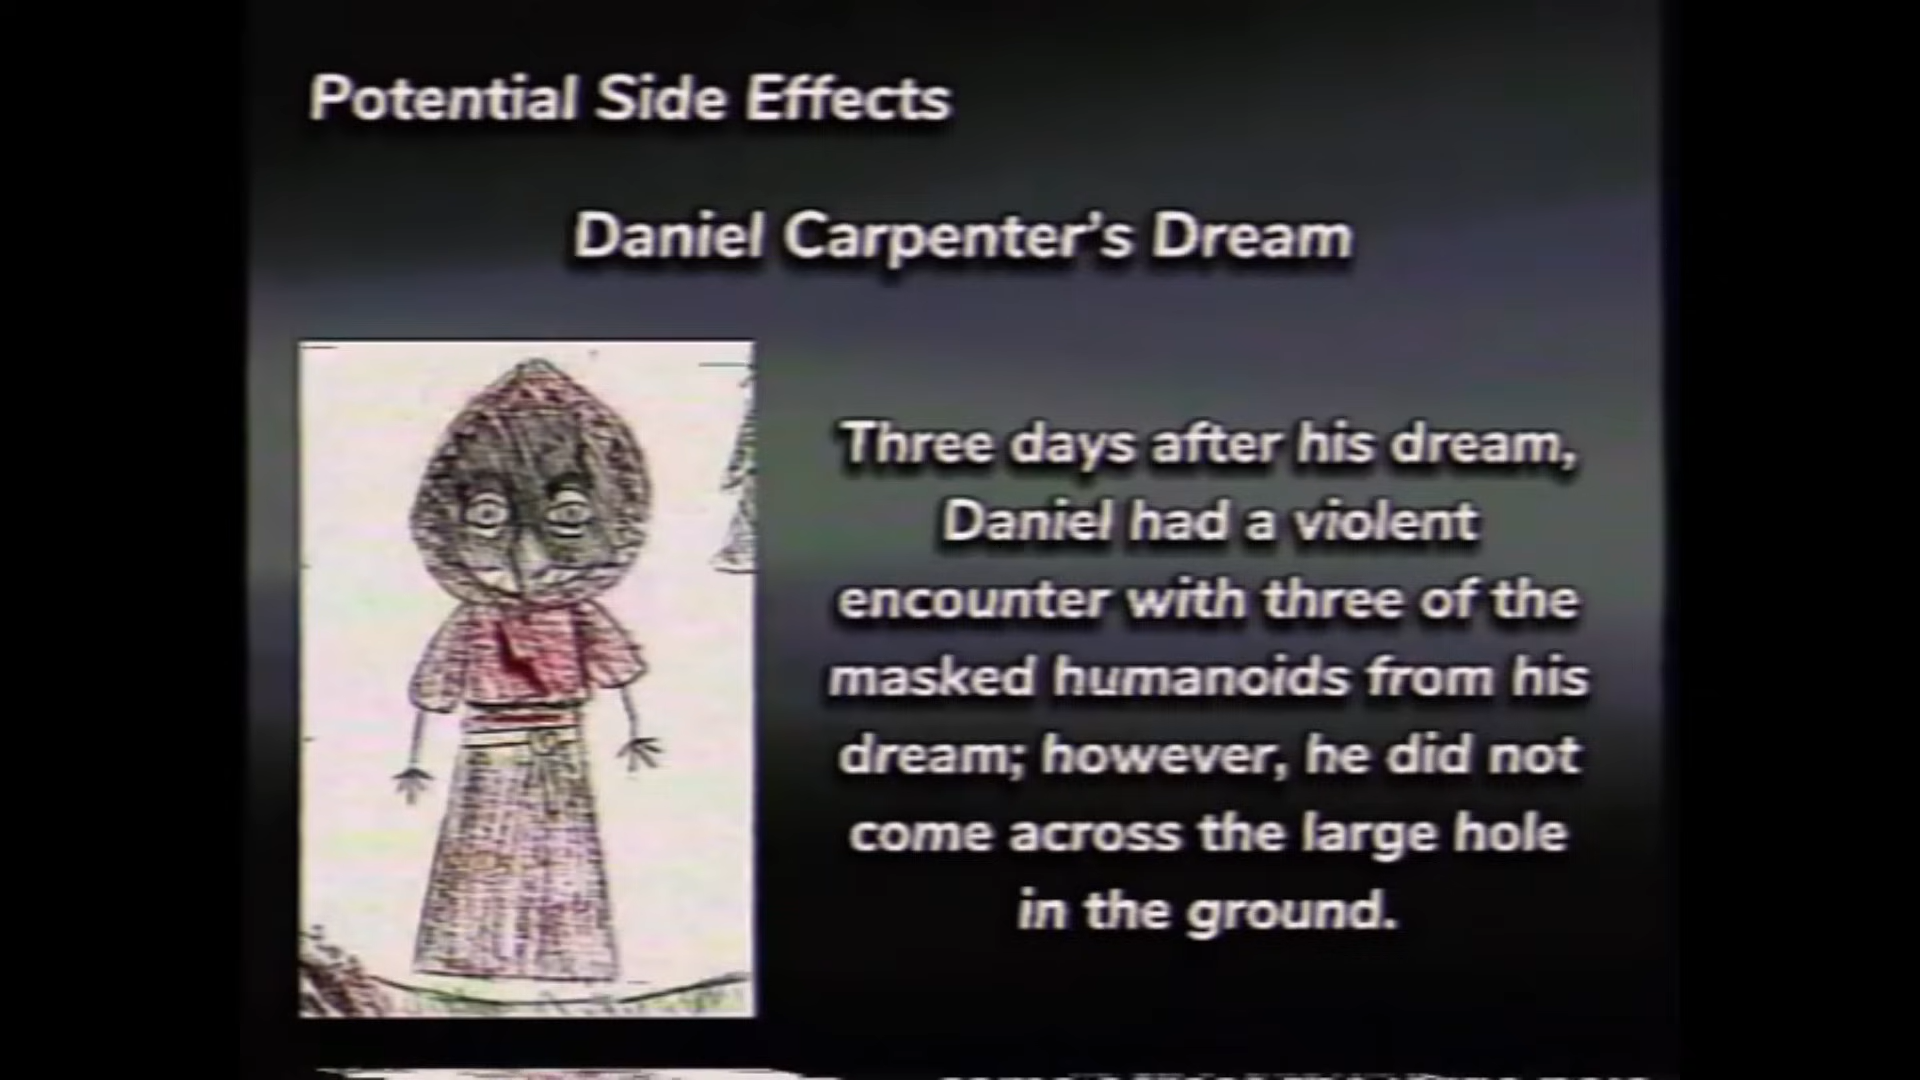 Potential Side Effects
Daniel Carpenter's Dream
Three days after his dream,
Daniel had a violent
encounter with three of the
masked humanoids from his
dream; however, he did not
come across the large hole
in the ground.